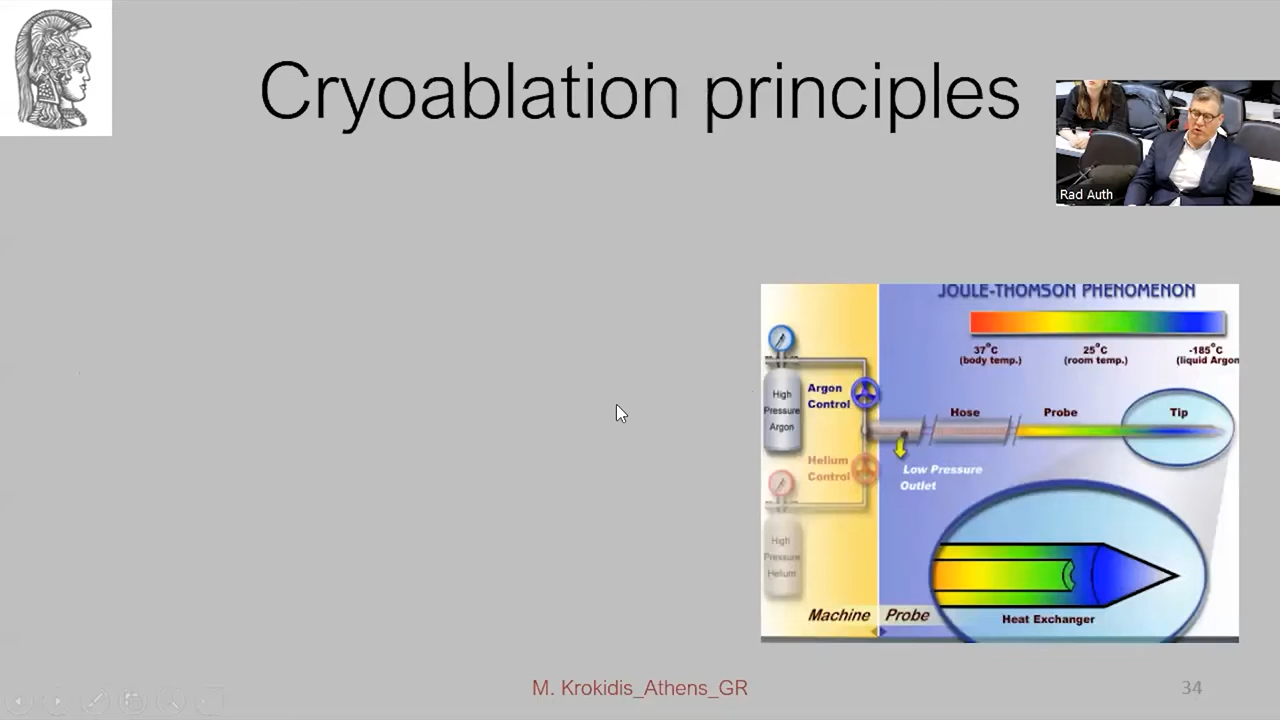 Cryoablation principles
Rad Auth
JOULE-THOMSON PHENOMENON
37°C
(body temp.)
25°C
(room temp.)
-185°C
(liquid Argon
High
Pressure
Argon
Argon
Control
Hose
Probe
Tip
Helium
Control
Low Pressure
Outlet
High
Pressure
Helium
Machine
Probe
Heat Exchanger
M. Krokidis_Athens_GR
34